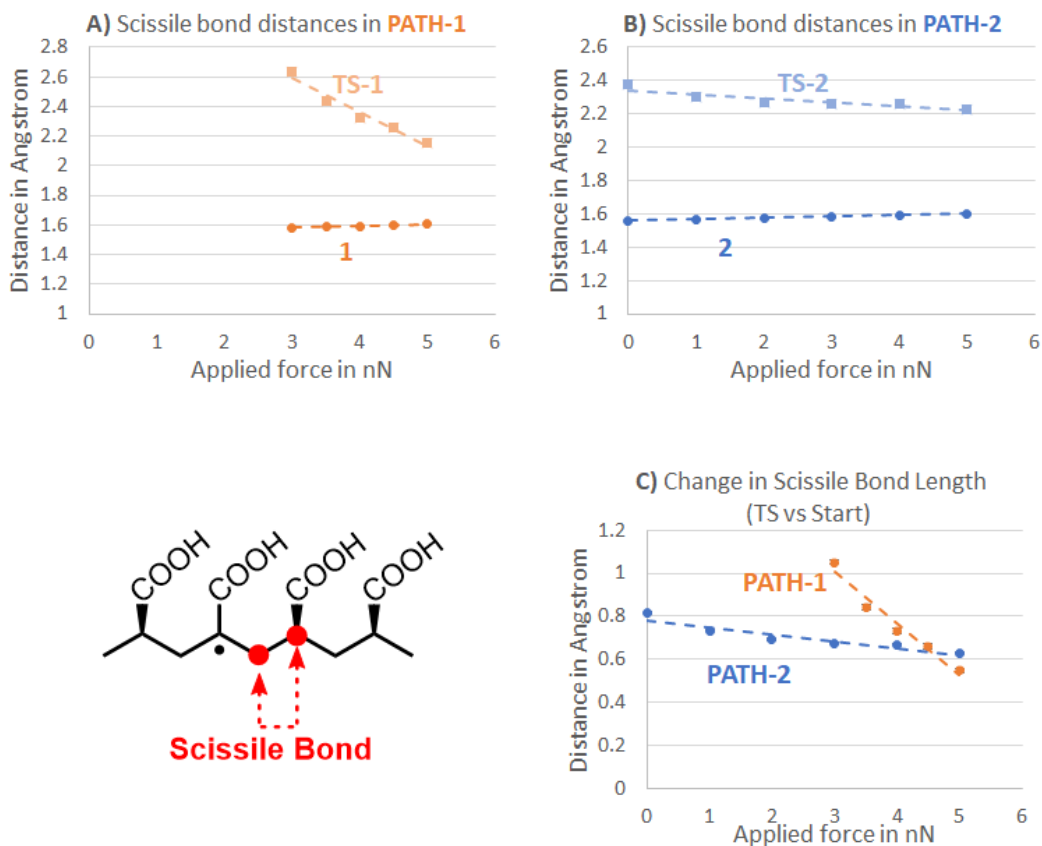 A) Scissile bond distances in PATH-1
Distance in Angstrom
2.8
2.6
2.4
2.2
2
1.8
1.6
1.4
1.2
1
TS-1
1
0 1 2 3 4 5 6
Applied force in nN
B) Scissile bond distances in PATH-2
Distance in Angstrom
2.6
2.4
2.2
2
1.8
1.6
1.4
1.2
1
TS-2
2
0 1 2 3 4 5 6
Applied force in nN
COOH COOH COOH COOH
Scissile Bond
C) Change in Scissile Bond Length
(TS vs Start)
Distance in Angstrom
1.2
1
0.8
0.6
0.4
0.2
0
PATH-1
PATH-2
0 1 2 3 4 5 6
Applied force in nN